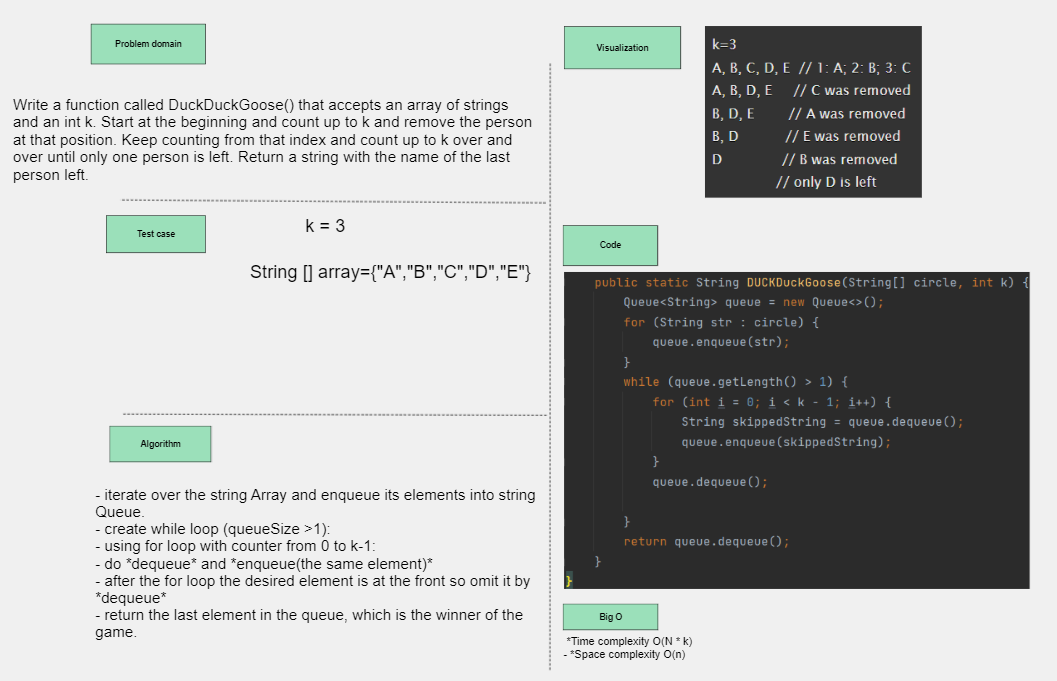 Problem domain
Write a function called DuckDuckGoose() that accepts an array of strings
and an int k. Start at the beginning and count up to k and remove the person
at that position. Keep counting from that index and count up to k over and
over until only one person is left. Return a string with the name of the last
person left.
Test case
k = 3
String [] array={"A","B","C","D","E"}
Algorithm
- iterate over the string Array and enqueue its elements into string
Queue.
- create while loop (queueSize >1):
- using for loop with counter from 0 to k-1:
- do *dequeue* and *enqueue(the same element)*
- after the for loop the desired element is at the front so omit it by
*dequeue*
- return the last element in the queue, which is the winner of the
game.
Visualization
k=3
A, B, C, D, E // 1: A; 2: B; 3: C
A, B, D, E // C was removed
B, D, E // A was removed
B, D // E was removed
D // B was removed
// only D is left
Code
public static String DUCKDuckGoose(String[] circle, int k) {
Queue<String> queue = new Queue<>();
for (String str : circle) {
queue.enqueue(str);
}
while (queue.getLength() > 1) {
for (int i = 0; i < k - 1; i++) {
String skippedString = queue.dequeue();
queue.enqueue(skippedString);
}
queue.dequeue();
}
return queue.dequeue();
}
}
Big O
*Time complexity O(N * k)
- *Space complexity O(n)